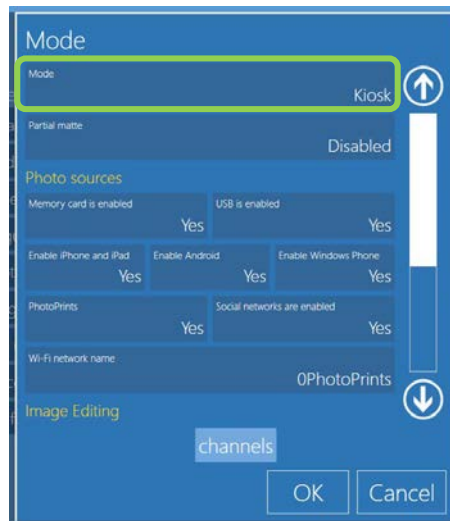 Mode
Mode
Kiosk
Partial matte
Disabled
Photo sources
Memory card is enabled USB is enabled
Yes Yes
Enable iPhone and iPad Enable Android Enable Windows Phone
Yes Yes Yes
PhotoPrints Social networks are enabled
Yes Yes
Wi-Fi network name
0PhotoPrints
Image Editing
channels
OK Cancel